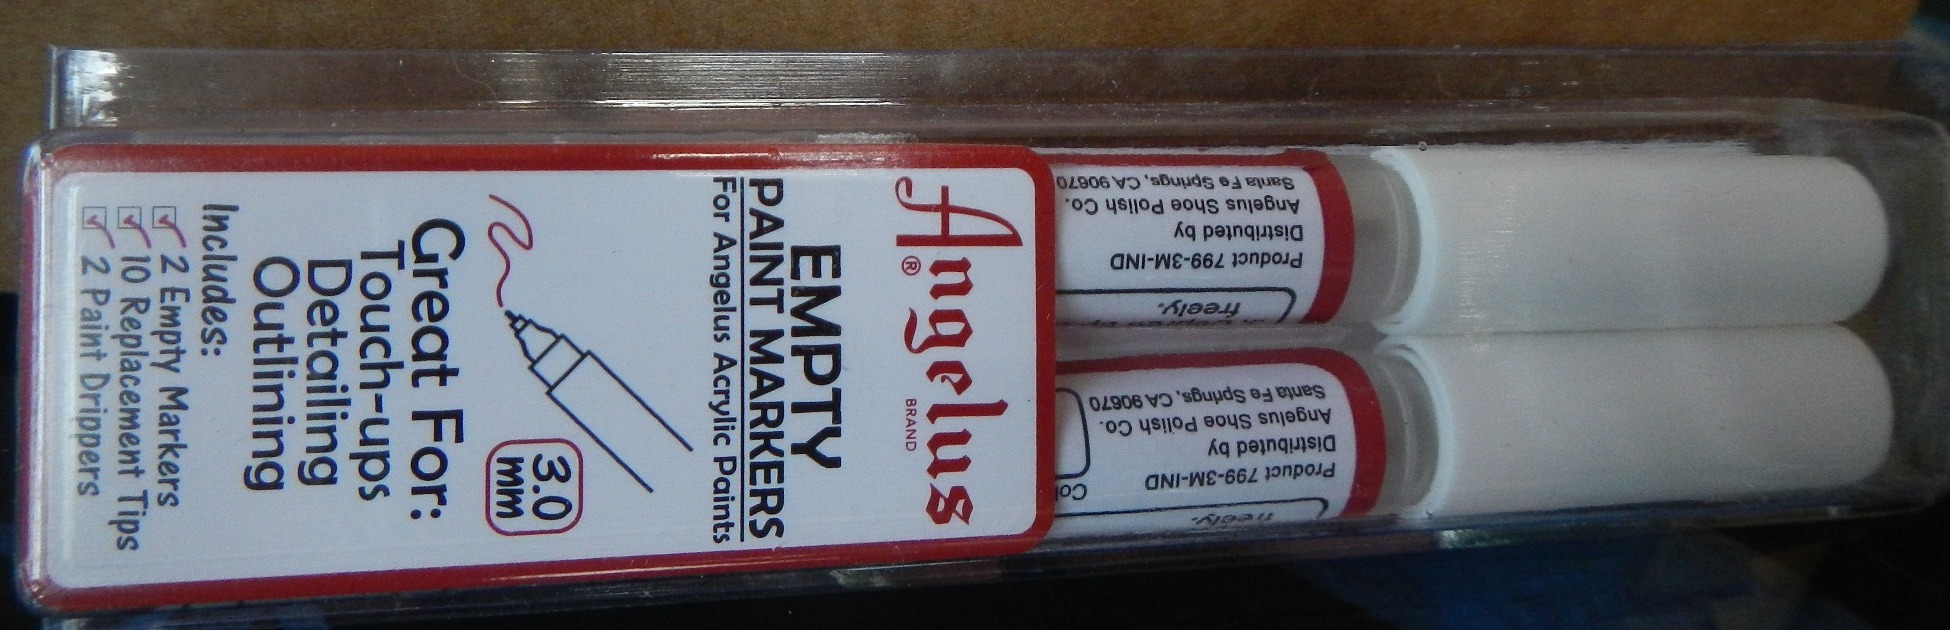 Angelus®
BRAND
EMPTY
PAINT MARKERS
For Angelus Acrylic Paints
3.0
mm
Great For:
Touch-ups
Detailing
Outlining
Includes:
2 Empty Markers
10 Replacement Tips
2 Paint Drippers
freely.
Product 799-3M-IND
Distributed by
Angelus Shoe Polish Co.
Santa Fe Springs, CA 90670
freely.
Product 799-3M-IND
Distributed by
Angelus Shoe Polish Co.
Santa Fe Springs, CA 90670